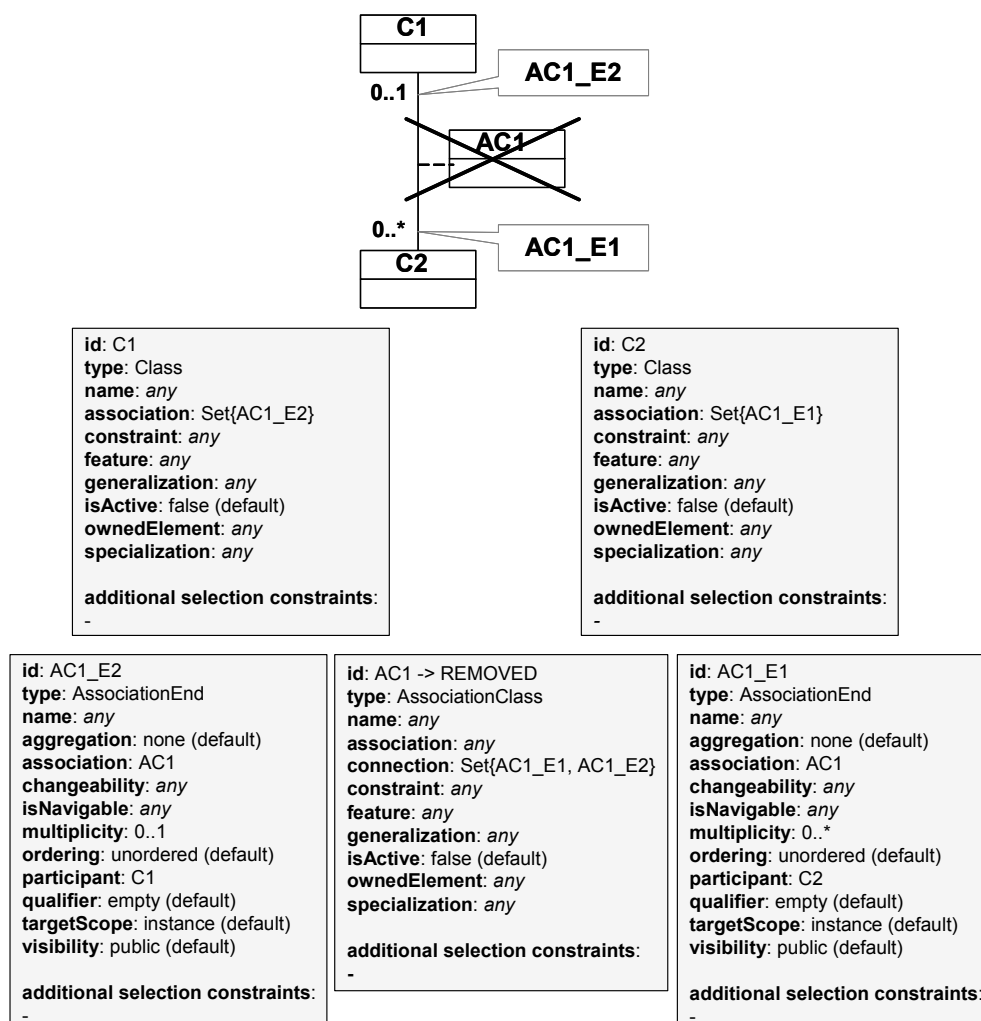 C1
AC1_E2
0..1
AC1
0..*
AC1_E1
C2
id: C1
type: Class
name: any
association: Set{AC1_E2}
constraint: any
feature: any
generalization: any
isActive: false (default)
ownedElement: any
specialization: any
additional selection constraints:
-
id: C2
type: Class
name: any
association: Set{AC1_E1}
constraint: any
feature: any
generalization: any
isActive: false (default)
ownedElement: any
specialization: any
additional selection constraints:
-
id: AC1_E2
type: AssociationEnd
name: any
aggregation: none (default)
association: AC1
changeability: any
isNavigable: any
multiplicity: 0..1
ordering: unordered (default)
participant: C1
qualifier: empty (default)
targetScope: instance (default)
visibility: public (default)
additional selection constraints:
-
id: AC1 -> REMOVED
type: AssociationClass
name: any
association: any
connection: Set{AC1_E1, AC1_E2}
constraint: any
feature: any
generalization: any
isActive: false (default)
ownedElement: any
specialization: any
additional selection constraints:
-
id: AC1_E1
type: AssociationEnd
name: any
aggregation: none (default)
association: AC1
changeability: any
isNavigable: any
multiplicity: 0..*
ordering: unordered (default)
participant: C2
qualifier: empty (default)
targetScope: instance (default)
visibility: public (default)
additional selection constraints:
-